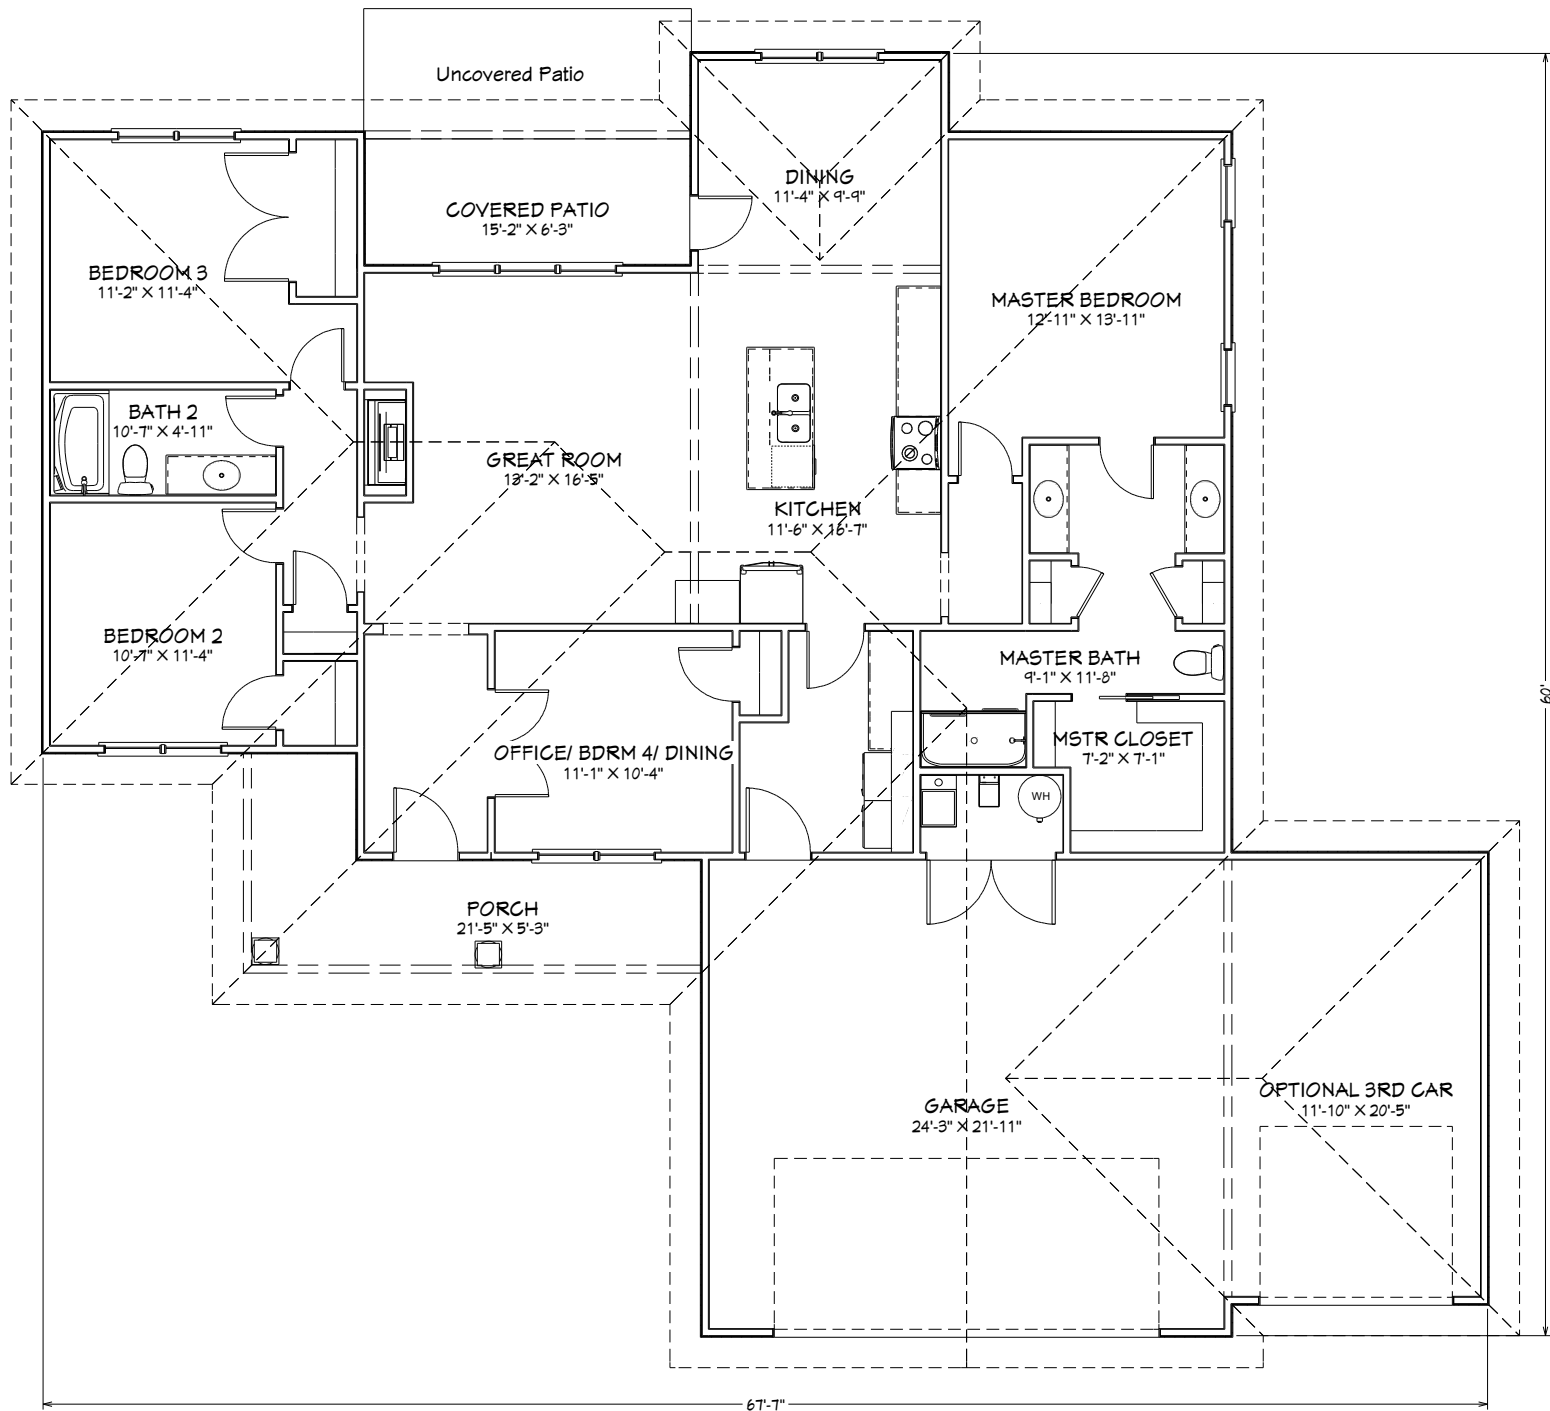 Uncovered Patio
DINING
11'-4" X 9'-9"
COVERED PATIO
15'-2" X 6'-3"
BEDROOM 3
11'-2" X 11'-4"
MASTER BEDROOM
12'-11" X 13'-11"
BATH 2
10'-7" X 4'-11"
GREAT ROOM
13'-2" X 16'-5"
KITCHEN
11'-6" X 16'-7"
BEDROOM 2
10'-7" X 11'-4"
MASTER BATH
9'-1" X 11'-8"
60'
MSTR CLOSET
7'-2" X 7'-1"
OFFICE/ BDRM 4/ DINING
11'-1" X 10'-4"
WH
PORCH
21'-5" X 5'-3"
OPTIONAL 3RD CAR
11'-10" X 20'-5"
GARAGE
24'-3" X 21'-11"
67'-7"